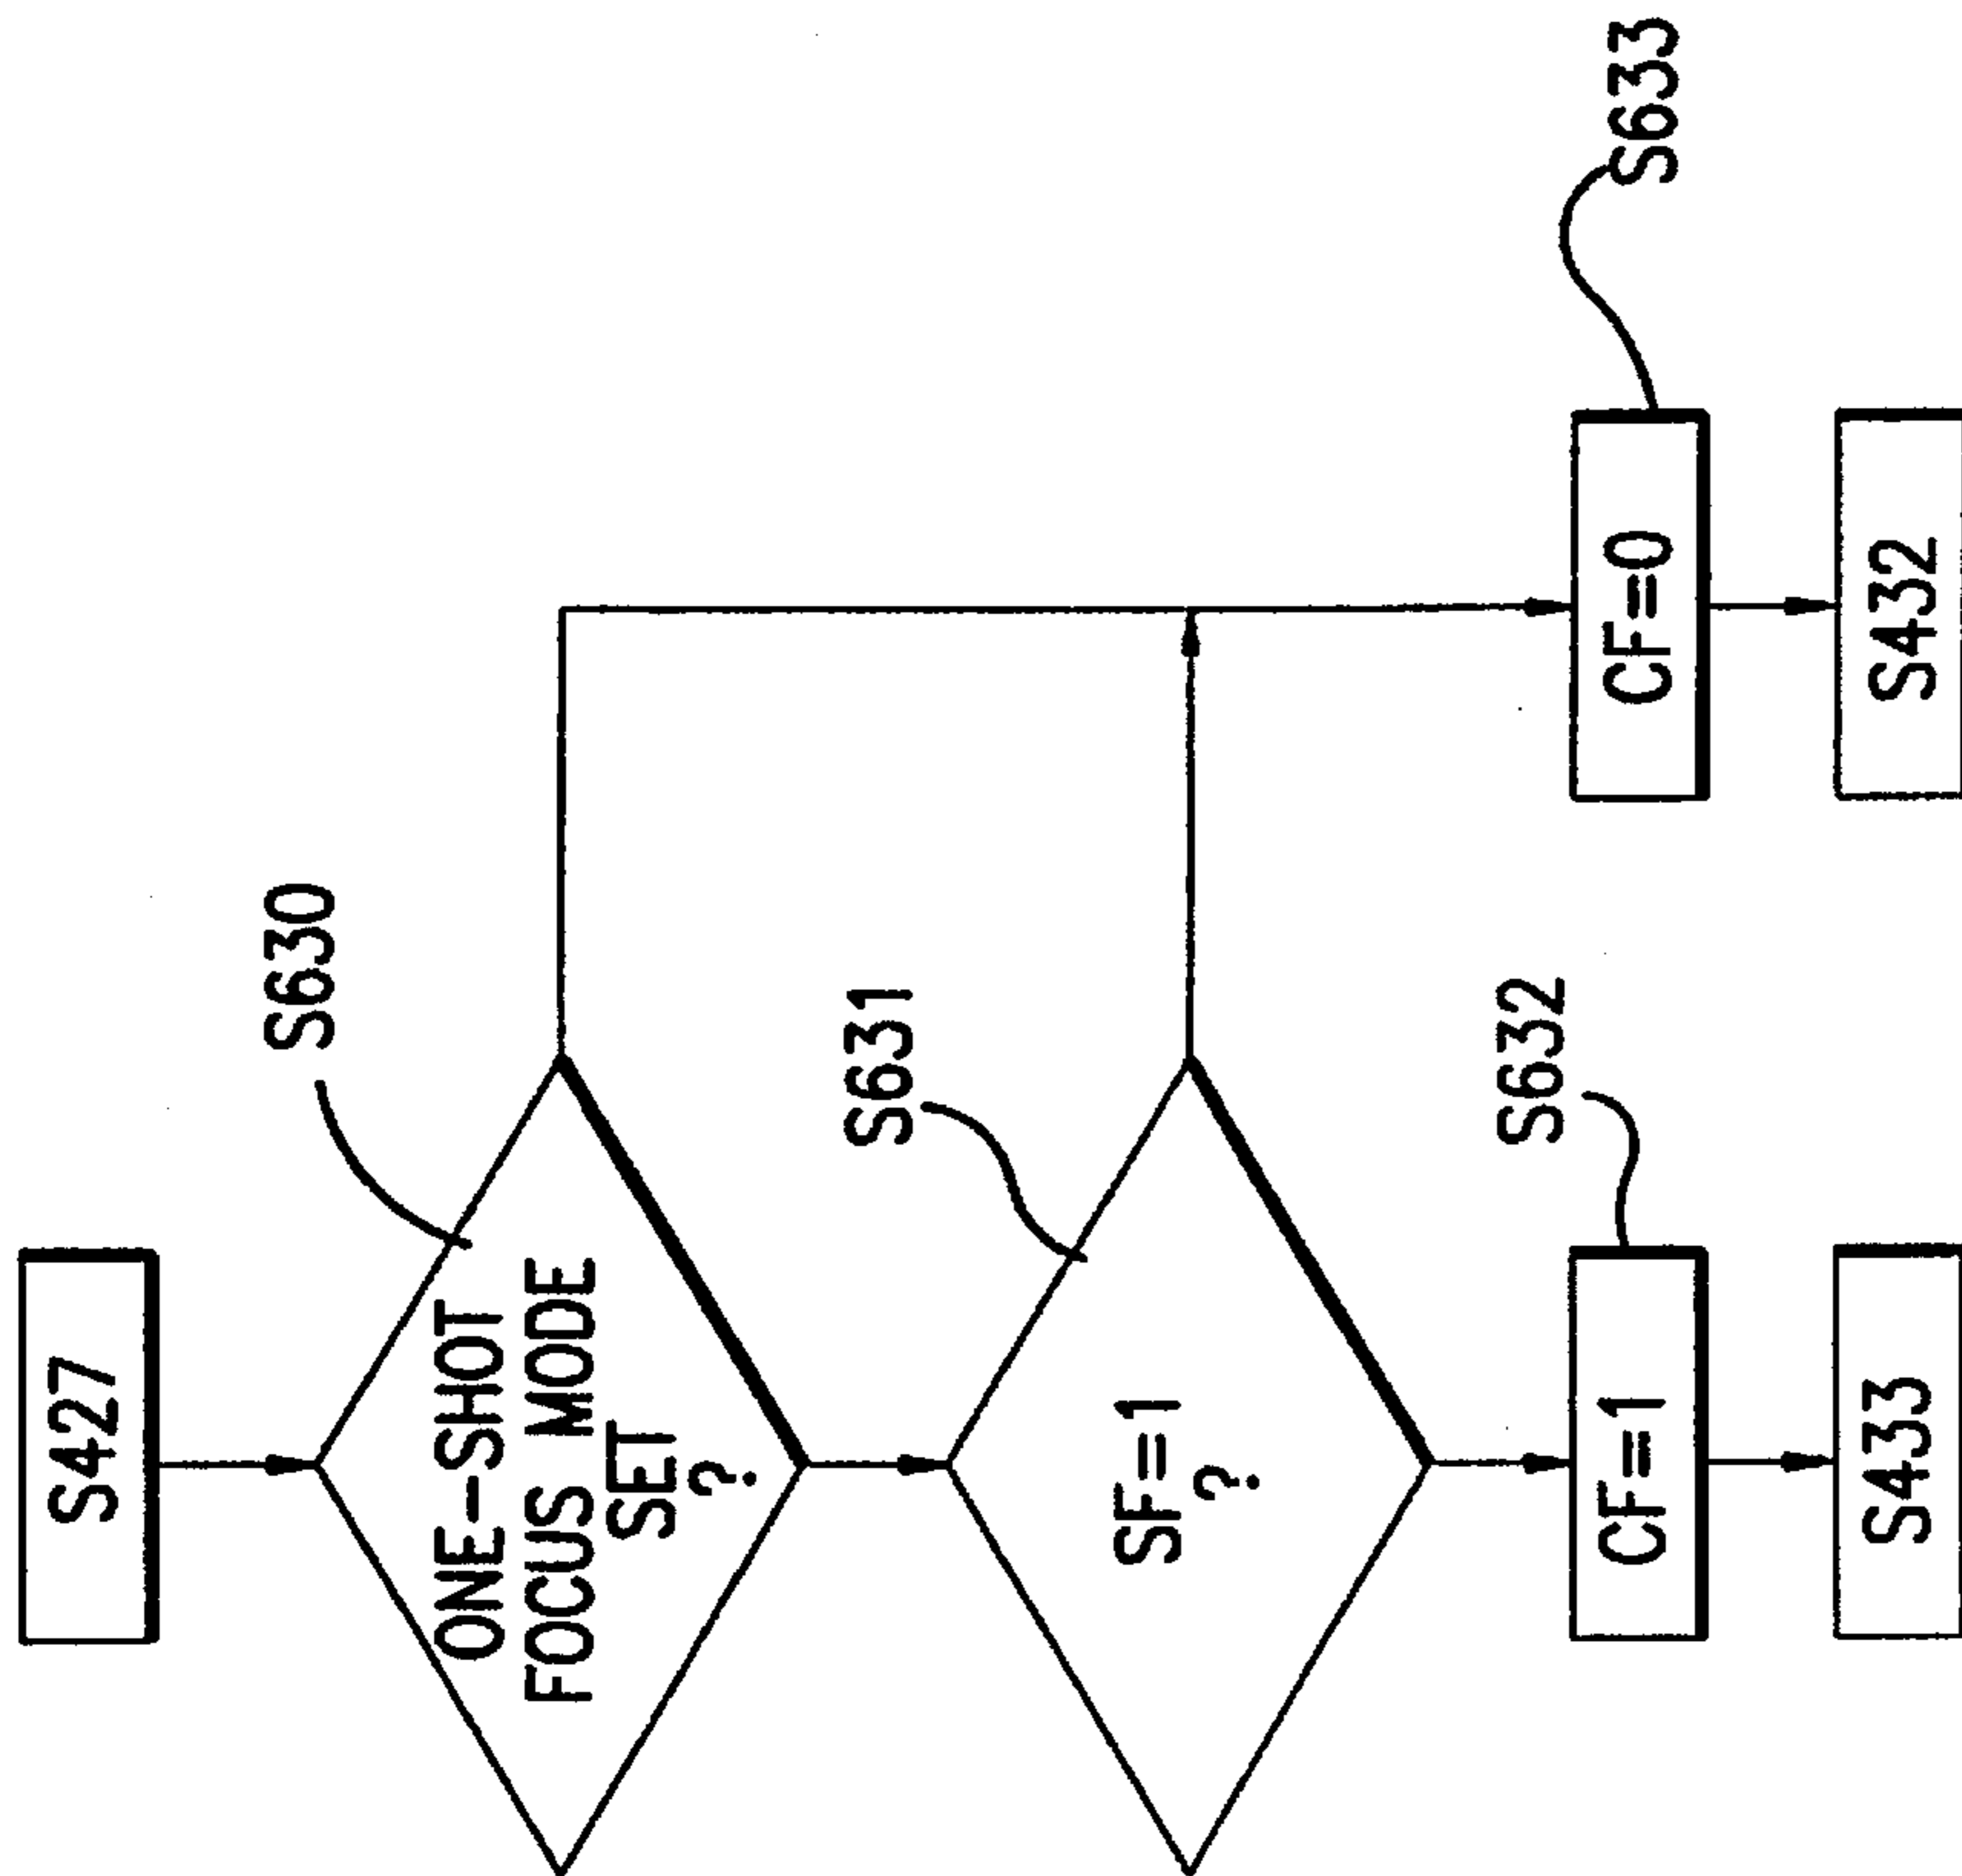 S427
S630
ONE-SHOT
FOCUS MODE
SET
?
S631
SF=1
?
S632
CF=1
S433
S633
CF=0
S432